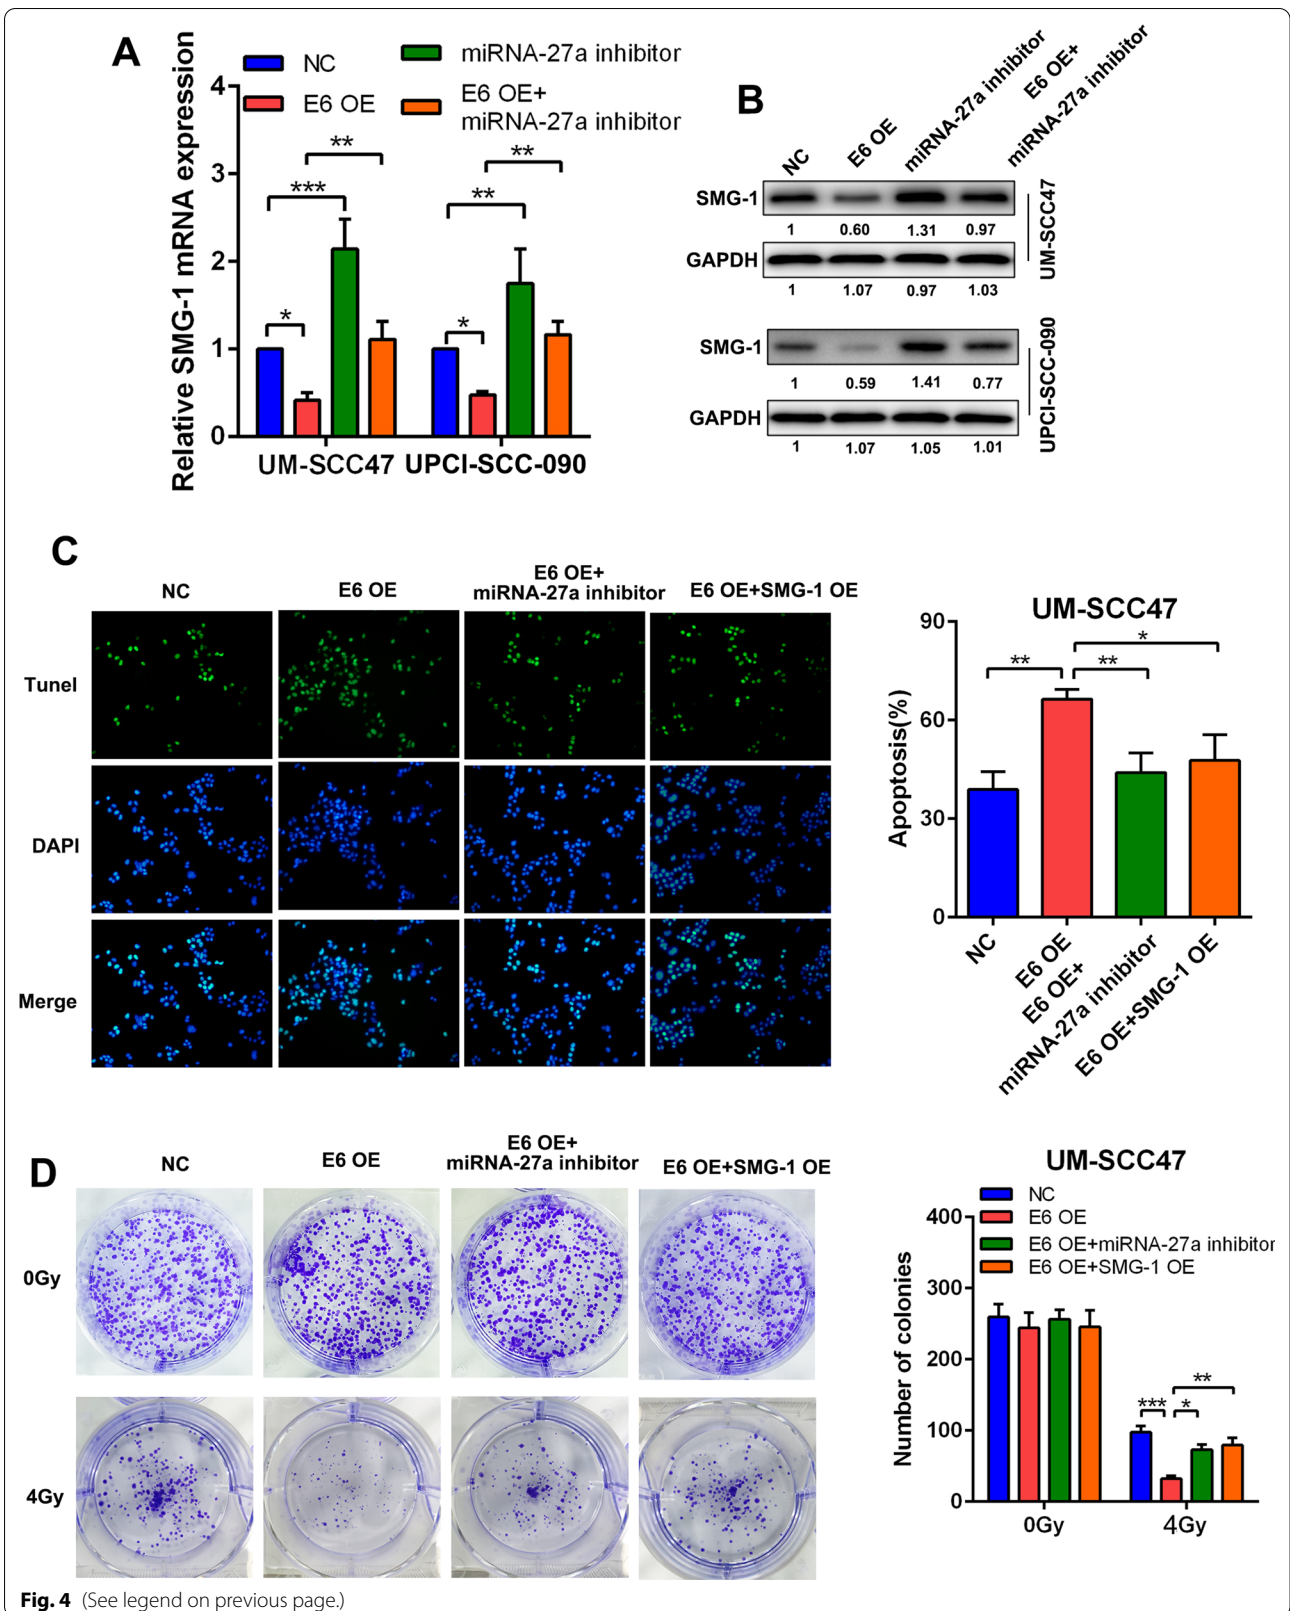 A
Relative SMG-1 mRNA expression
NC
E6 OE
miRNA-27a inhibitor
E6 OE+
miRNA-27a inhibitor
4
3
2
1
0
*
***
**
*
**
**
UM-SCC47
UPCI-SCC-090
B
NC
E6 OE
miRNA-27a inhibitor
E6 OE+
miRNA-27a inhibitor
SMG-1
1 0.60 1.31 0.97
GAPDH
1 1.07 0.97 1.03
UM-SCC47
SMG-1
1 0.59 1.41 0.77
GAPDH
1 1.07 1.05 1.01
UPCI-SCC-090
C
NC
E6 OE
E6 OE+
miRNA-27a inhibitor
E6 OE+SMG-1 OE
Tunel
DAPI
Merge
UM-SCC47
Apoptosis(%)
90
60
30
0
**
**
*
NC
E6 OE
E6 OE+
miRNA-27a inhibitor
E6 OE+SMG-1 OE
D
NC
E6 OE
E6 OE+
miRNA-27a inhibitor
E6 OE+SMG-1 OE
0Gy
4Gy
UM-SCC47
NC
E6 OE
E6 OE+miRNA-27a inhibitor
E6 OE+SMG-1 OE
Number of colonies
400
300
200
100
0
***
*
**
0Gy
4Gy
Fig. 4 (See legend on previous page.)